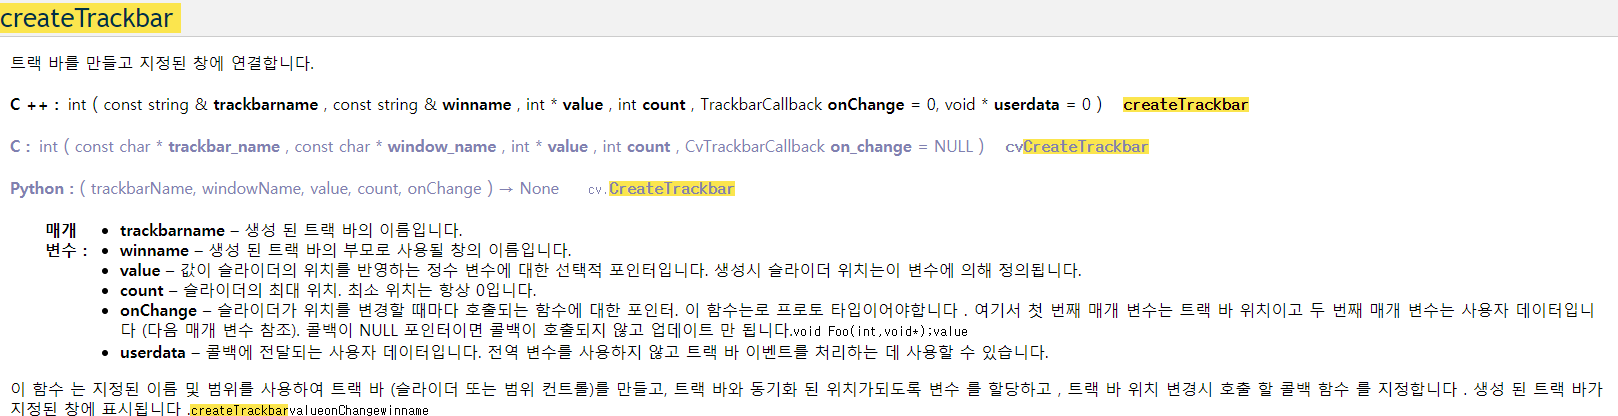 createTrackbar
트랙 바를 만들고 지정된 창에 연결합니다.
C ++ : int ( const string & trackbarname , const string & winname , int * value , int count , TrackbarCallback onChange = 0, void * userdata = 0 ) createTrackbar
C : int ( const char * trackbar_name , const char * window_name , int * value , int count , CvTrackbarCallback on_change = NULL ) cvCreateTrackbar
Python : ( trackbarName, windowName, value, count, onChange ) → None cv.CreateTrackbar
매개 • trackbarname – 생성 된 트랙 바의 이름입니다.
변수 : • winname – 생성 된 트랙 바의 부모로 사용될 창의 이름입니다.
• value – 값이 슬라이더의 위치를 반영하는 정수 변수에 대한 선택적 포인터입니다. 생성시 슬라이더 위치는이 변수에 의해 정의됩니다.
• count – 슬라이더의 최대 위치. 최소 위치는 항상 0입니다.
• onChange – 슬라이더가 위치를 변경할 때마다 호출되는 함수에 대한 포인터. 이 함수는로 프로토 타입이어야합니다 . 여기서 첫 번째 매개 변수는 트랙 바 위치이고 두 번째 매개 변수는 사용자 데이터입니
다 (다음 매개 변수 참조). 콜백이 NULL 포인터이면 콜백이 호출되지 않고 업데이트 만 됩니다.void Foo(int,void*);value
• userdata – 콜백에 전달되는 사용자 데이터입니다. 전역 변수를 사용하지 않고 트랙 바 이벤트를 처리하는 데 사용할 수 있습니다.
이 함수 는 지정된 이름 및 범위를 사용하여 트랙 바 (슬라이더 또는 범위 컨트롤)를 만들고, 트랙 바와 동기화 된 위치가되도록 변수 를 할당하고 , 트랙 바 위치 변경시 호출 할 콜백 함수 를 지정합니다 . 생성 된 트랙 바가
지정된 창에 표시됩니다 .createTrackbarvalueonChangewinname